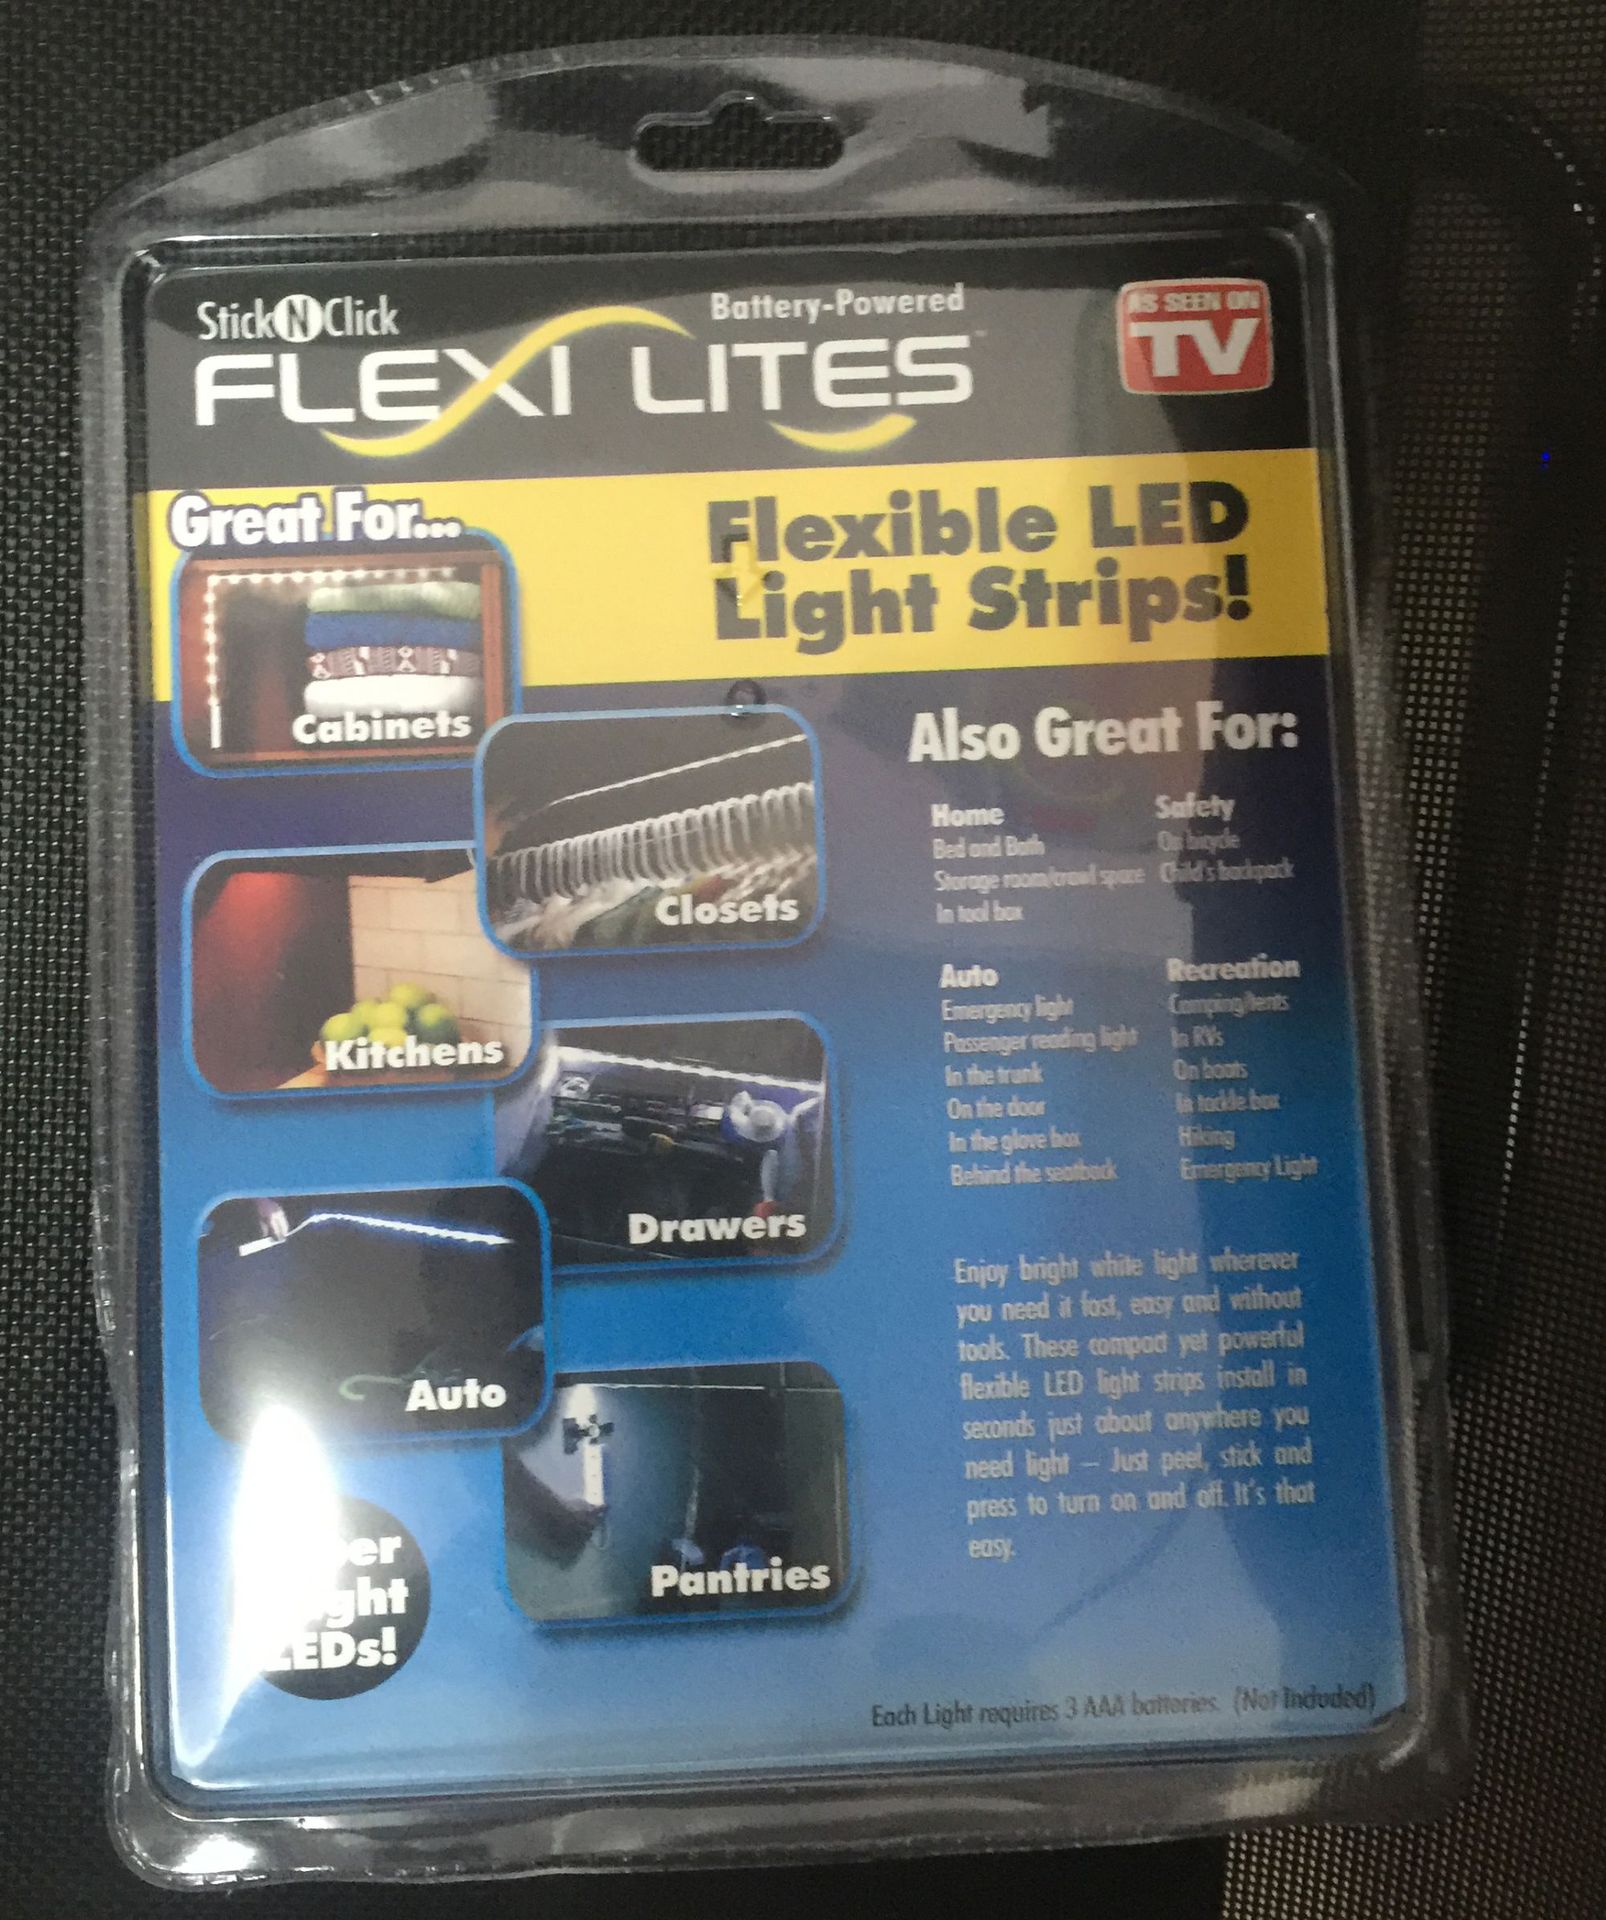 Stick N Click
Battery-Powered
FLEXI LITES™
AS SEEN ON
TV
Great For...
Flexible LED
Light Strips!
Cabinets
Closets
Kitchens
Drawers
Auto
Pantries
LEDs!
Also Great For:
Home
Bed and Bath
Storage room/crawl space
In tool box
Safety
On bicycle
Child's backpack
Auto
Emergency light
Passenger reading light
In the trunk
On the door
In the glove box
Behind the seatback
Recreation
Camping/tents
In RVs
On boats
In tackle box
Hiking
Emergency Light
Enjoy bright white light wherever
you need it fast, easy and without
tools. These compact yet powerful
flexible LED light strips install in
seconds just about anywhere you
need light – Just peel, stick and
press to turn on and off. It's that
easy.
Each Light requires 3 AAA batteries. (Not Included)